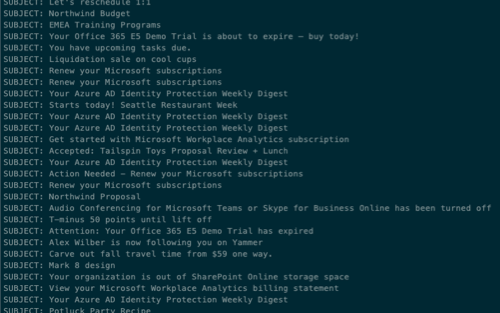 SUBJECT: Let's reschedule 1:1
SUBJECT: Northwind Budget
SUBJECT: EMEA Training Programs
SUBJECT: Your Office 365 E5 Demo Trial is about to expire – buy today!
SUBJECT: You have upcoming tasks due.
SUBJECT: Liquidation sale on cool cups
SUBJECT: Renew your Microsoft subscriptions
SUBJECT: Renew your Microsoft subscriptions
SUBJECT: Your Azure AD Identity Protection Weekly Digest
SUBJECT: Starts today! Seattle Restaurant Week
SUBJECT: Your Azure AD Identity Protection Weekly Digest
SUBJECT: Your Azure AD Identity Protection Weekly Digest
SUBJECT: Get started with Microsoft Workplace Analytics subscription
SUBJECT: Accepted: Tailspin Toys Proposal Review + Lunch
SUBJECT: Your Azure AD Identity Protection Weekly Digest
SUBJECT: Action Needed – Renew your Microsoft subscriptions
SUBJECT: Renew your Microsoft subscriptions
SUBJECT: Northwind Proposal
SUBJECT: Audio Conferencing for Microsoft Teams or Skype for Business Online has been turned off
SUBJECT: T-minus 50 points until lift off
SUBJECT: Attention: Your Office 365 E5 Demo Trial has expired
SUBJECT: Alex Wilber is now following you on Yammer
SUBJECT: Carve out fall travel time from $59 one way.
SUBJECT: Mark 8 design
SUBJECT: Your organization is out of SharePoint Online storage space
SUBJECT: View your Microsoft Workplace Analytics billing statement
SUBJECT: Your Azure AD Identity Protection Weekly Digest
SUBJECT: Potluck Party Recipe